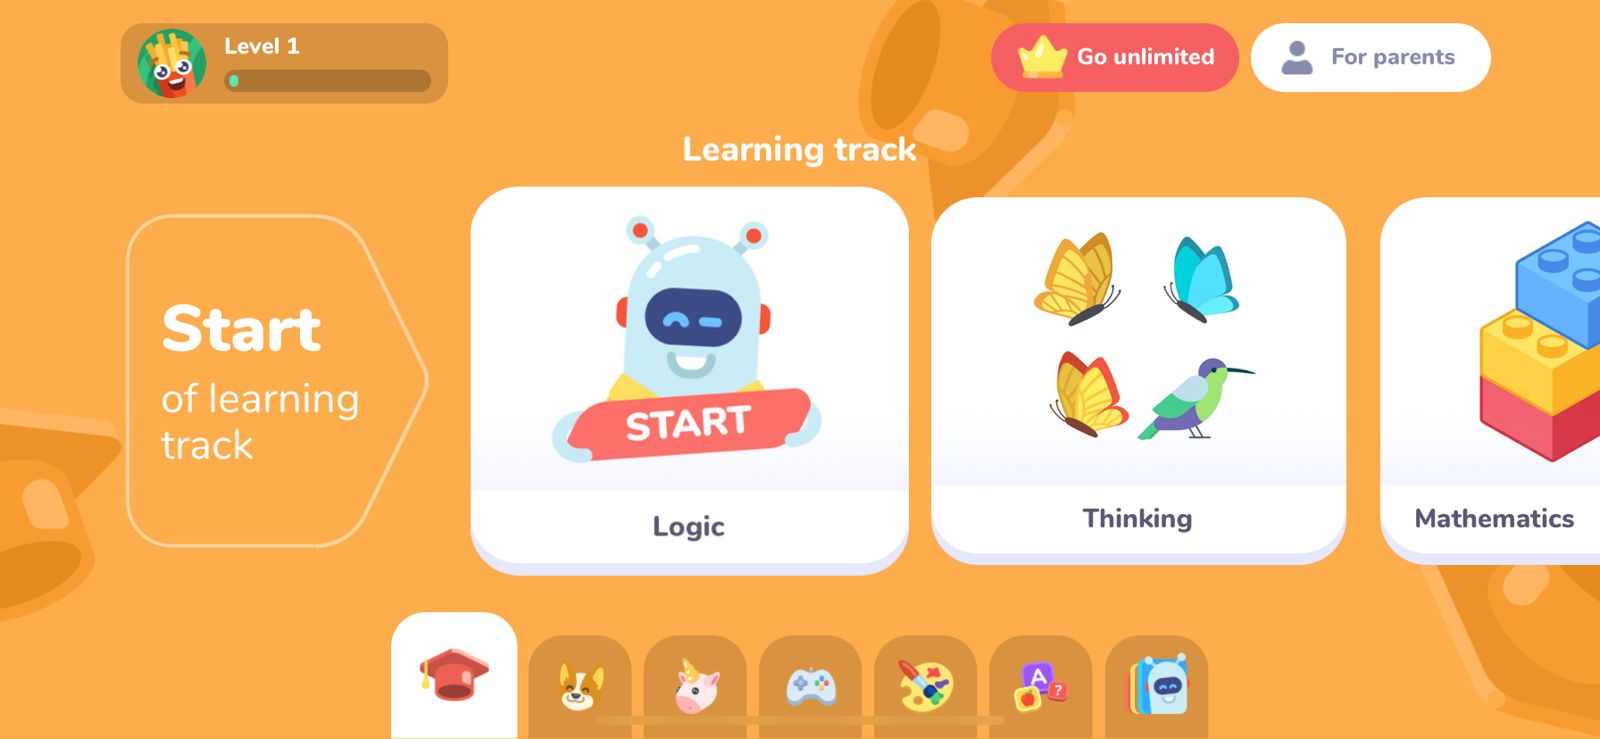 Level 1
Go unlimited
For parents
Learning track
Start
of learning
track
START
Logic
Thinking
Mathematics
A
?